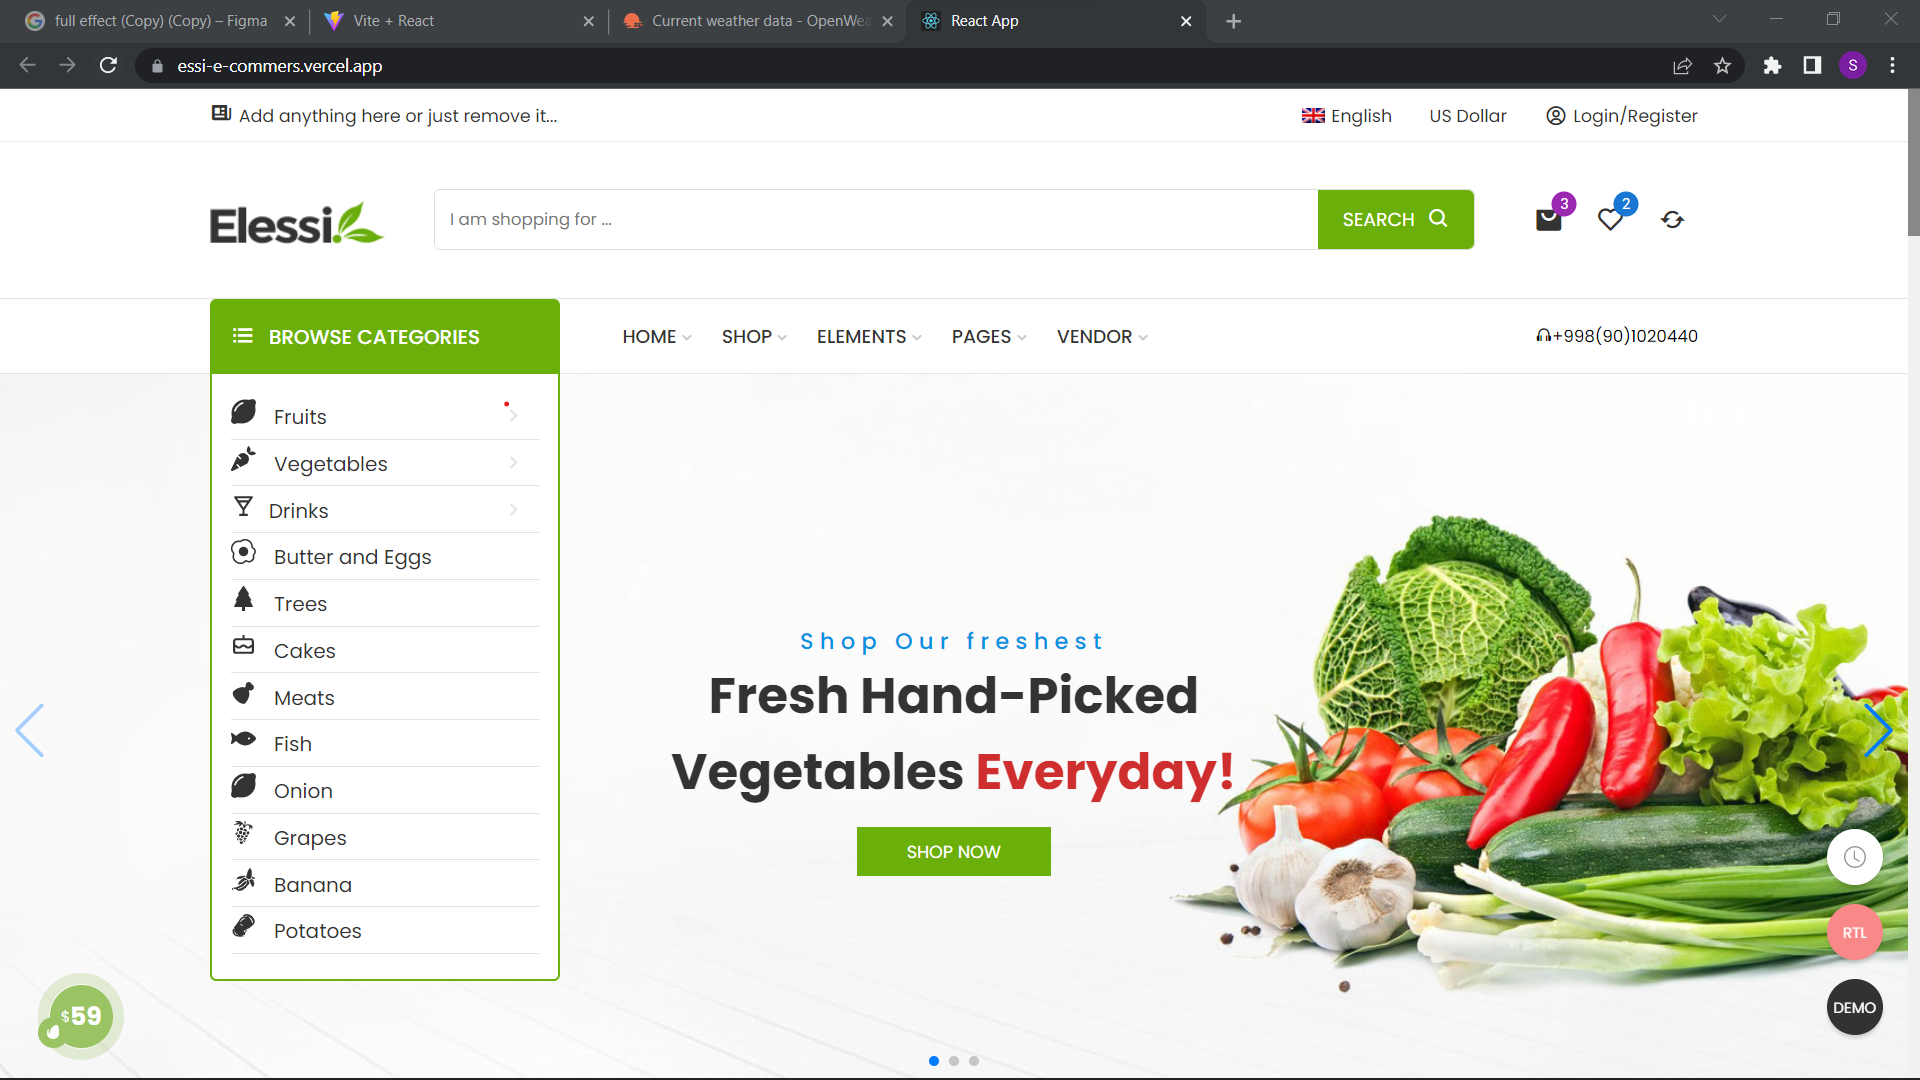 full effect (Copy) (Copy) – Figma
Vite + React
Current weather data - OpenWea
React App
essi-e-commers.vercel.app
S
Add anything here or just remove it...
English
US Dollar
Login/Register
Elessi
I am shopping for ...
SEARCH
3
2
BROWSE CATEGORIES
HOME
SHOP
ELEMENTS
PAGES
VENDOR
+998(90)1020440
Fruits
Vegetables
Drinks
Butter and Eggs
Trees
Cakes
Meats
Fish
Onion
Grapes
Banana
Potatoes
Shop Our freshest
Fresh Hand-Picked
Vegetables Everyday!
SHOP NOW
RTL
DEMO
$59